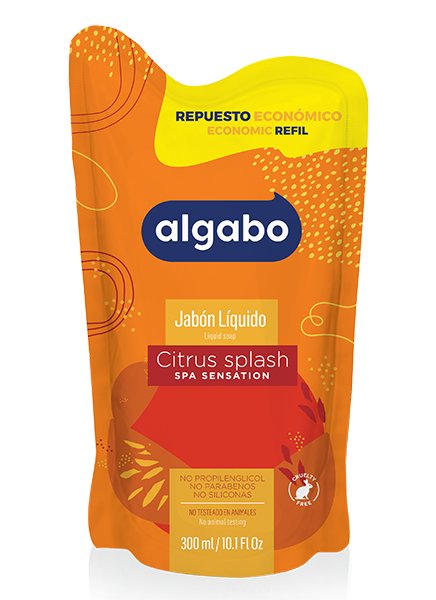 REPUESTO ECONÓMICO
ECONOMIC REFIL
algabo
Jabón Líquido
Liquid soap
Citrus splash
SPA SENSATION
NO PROPILENGLICOL
NO PARABENOS
NO SILICONAS
CRUELTY
FREE
NO TESTEADO EN ANIMALES
No animal testing
300 ml / 10.1 Fl Oz